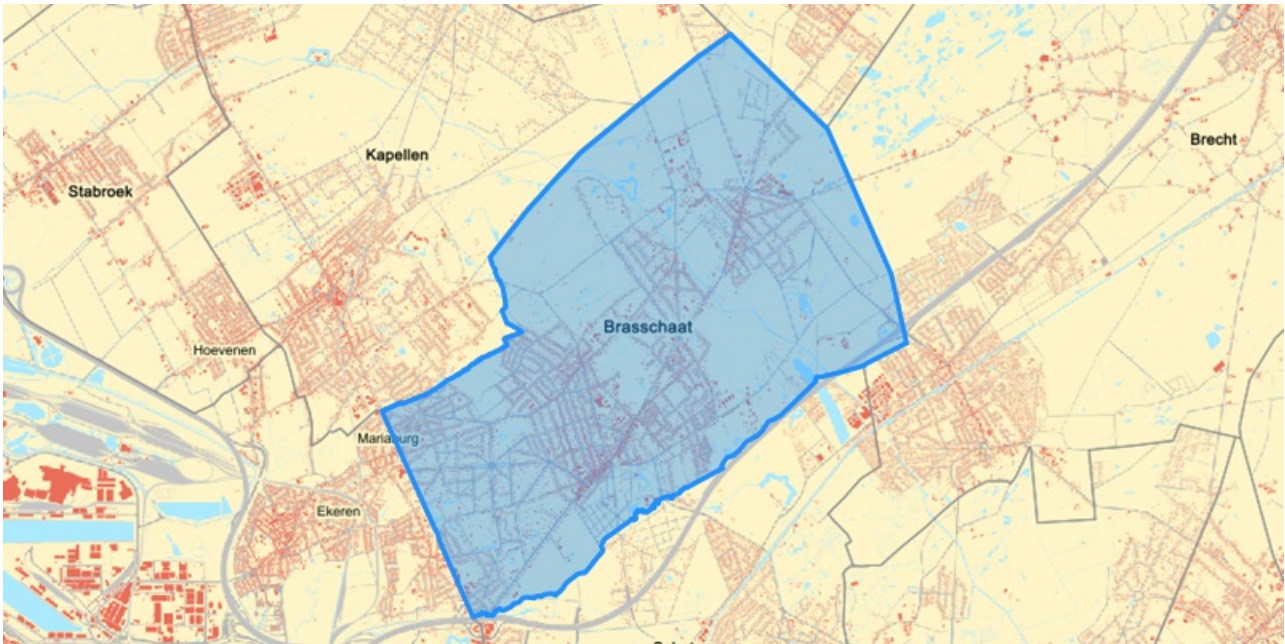 Kapellen
Brecht
Stabroek
Brasschaat
Hoevenen
Mariaburg
Ekeren